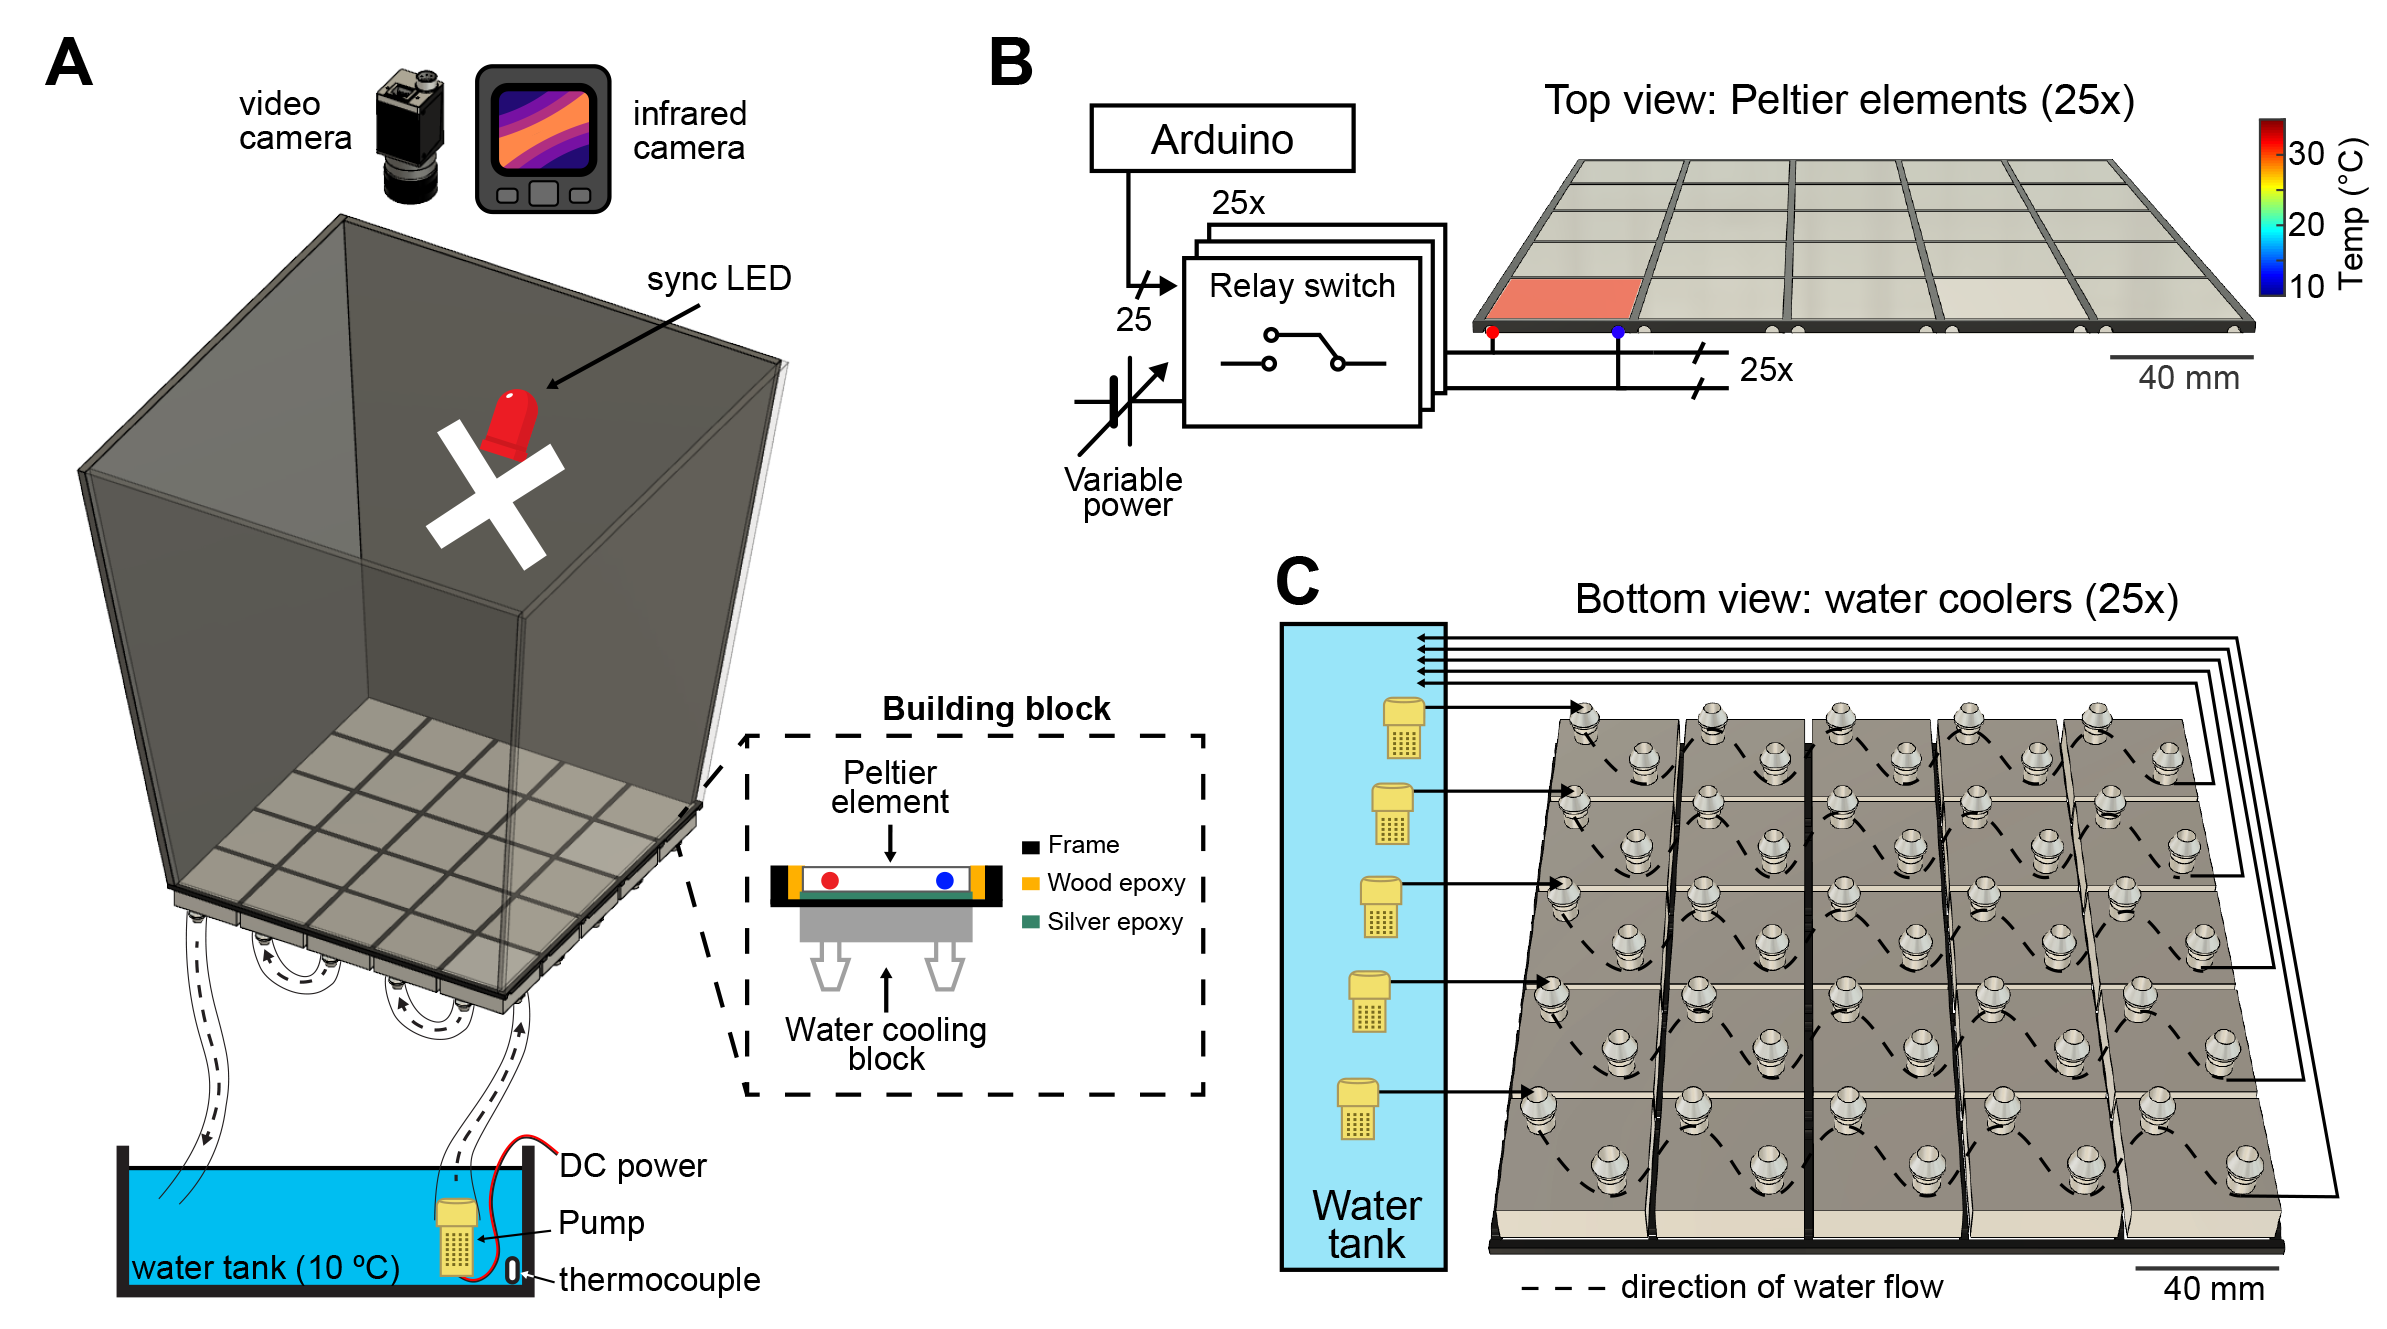 A
video
camera
infrared
camera
sync LED
Building block
Peltier
element
Frame
Wood epoxy
Silver epoxy
Water cooling
block
DC power
Pump
thermocouple
water tank (10 ºC)
B
Arduino
25x
25
Relay switch
Variable
power
25x
Top view: Peltier elements (25x)
30
20
10
Temp (°C)
40 mm
C
Bottom view: water coolers (25x)
Water
tank
direction of water flow
40 mm